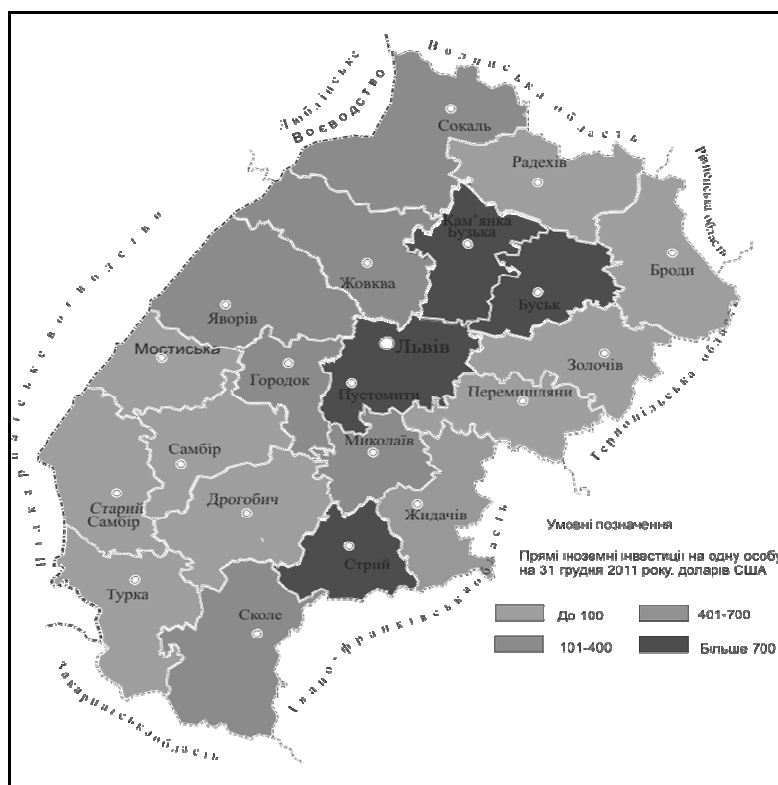 Люблінське
Воєводство
Волинська область
Рівненська область
Сокаль
Радехів
Кам’янка
Бузька
Броди
Жовква
Буськ
Яворів
Львів
Мостиська
Городок
Золочів
Пустомити
Перемишляни
Тернопільська область
Підкарпатське воєводство
Миколаїв
Самбір
Старий
Самбір
Дрогобич
Жидачів
Стрий
Турка
Сколе
Івано-франківська область
Закарпатська область
Умовні позначення
Прямі іноземні інвестиції на одну особу
на 31 грудня 2011 року. доларів США
До 100
401-700
101-400
Більше 700